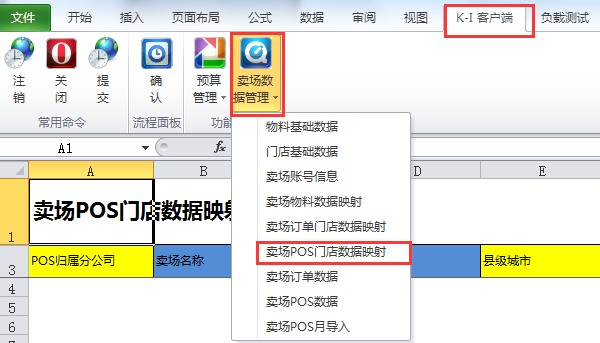 文件 开始 插入 页面布局 公式 数据 审阅 视图 K-I 客户端 负载测试
注销 关闭 提交 确认 预算管理 卖场数据管理
常用命令 流程面板 功能
A1 fx
物料基础数据
门店基础数据
卖场账号信息
卖场物料数据映射
卖场订单门店数据映射
卖场POS门店数据映射
卖场订单数据
卖场POS数据
卖场POS月导入
A B D E
1 卖场POS门店数据映射
3 POS归属分公司 卖场名称 县级城市
4
5
6